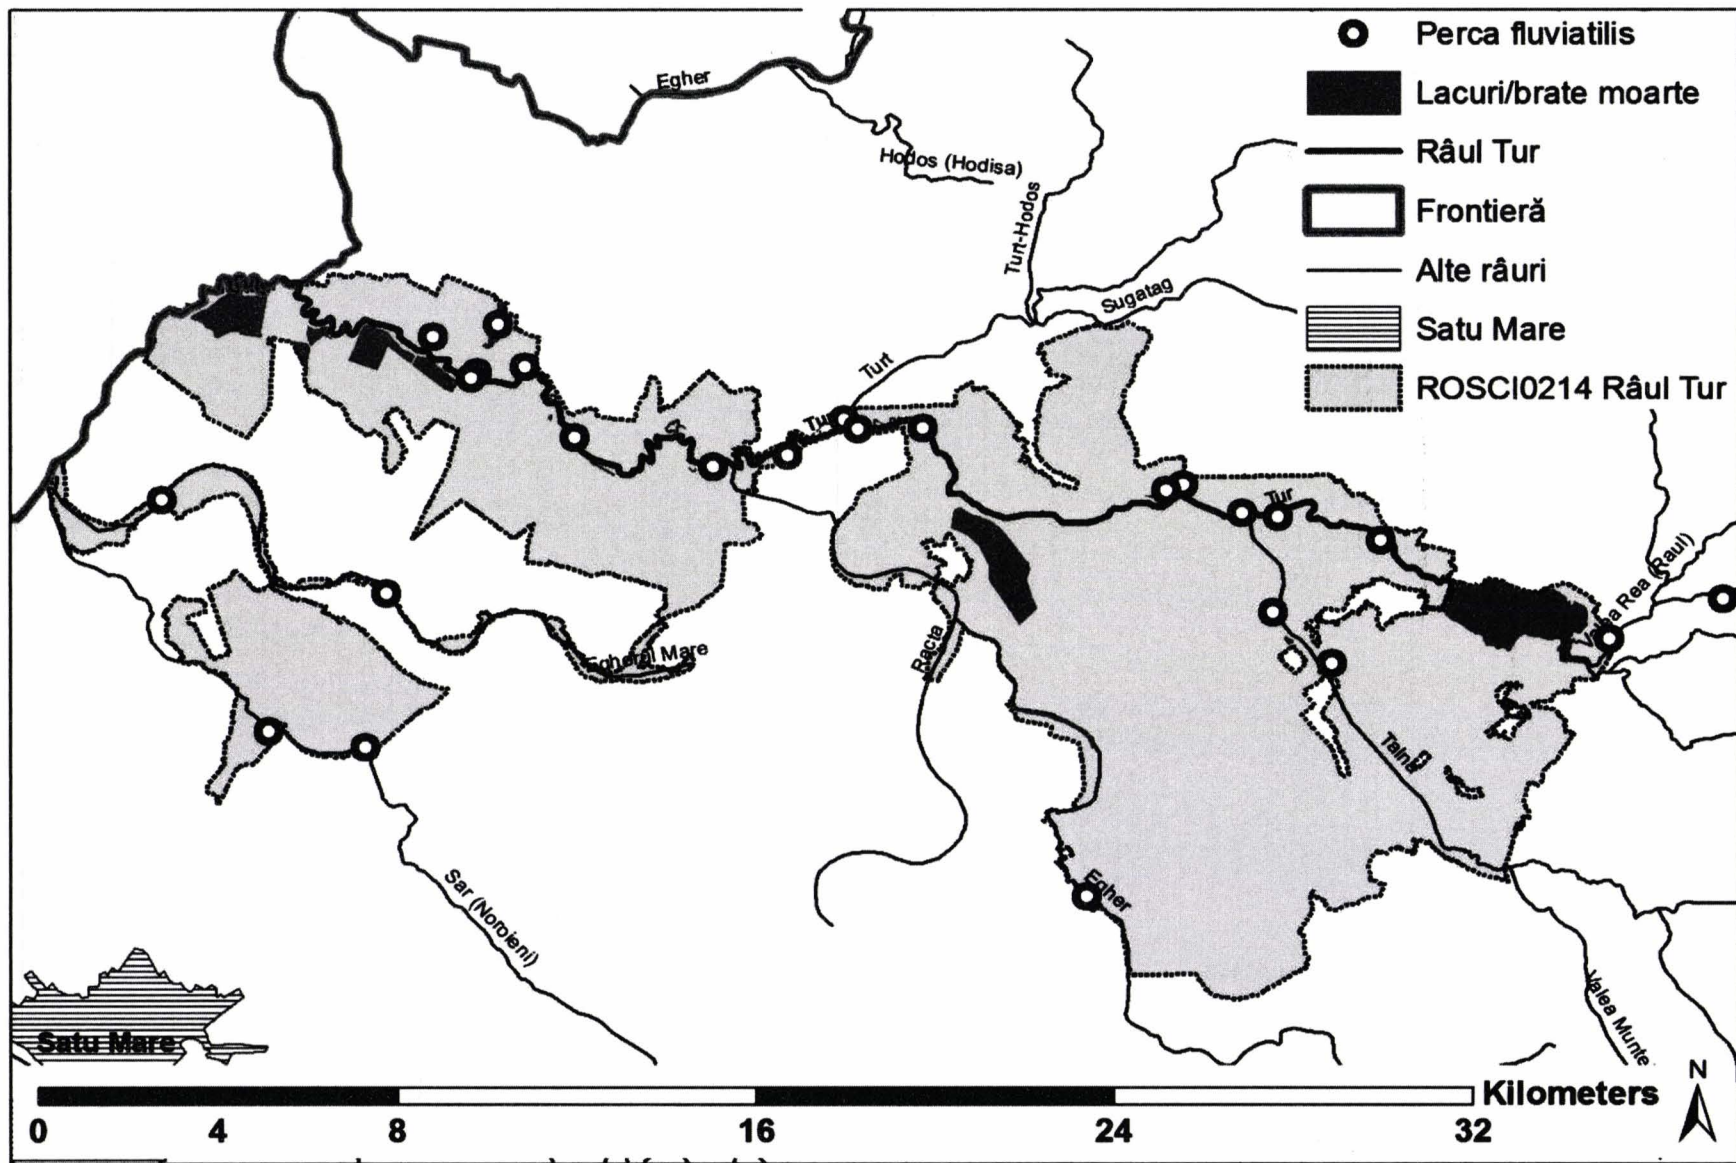 Perca fluviatilis
Lacuri/brate moarte
Râul Tur
Frontieră
Alte râuri
Satu Mare
ROSCI0214 Râul Tur
Egher
Hodos (Hodisa)
Turt-Hodos
Sugatag
Turt
Tur
Tur
Valea Rea (Raul)
Egherul Mare
Racta
Talna
Egher
Sar (Noroieni)
Valea Munte
Satu Mare
N
Kilometers
0 4 8 16 24 32